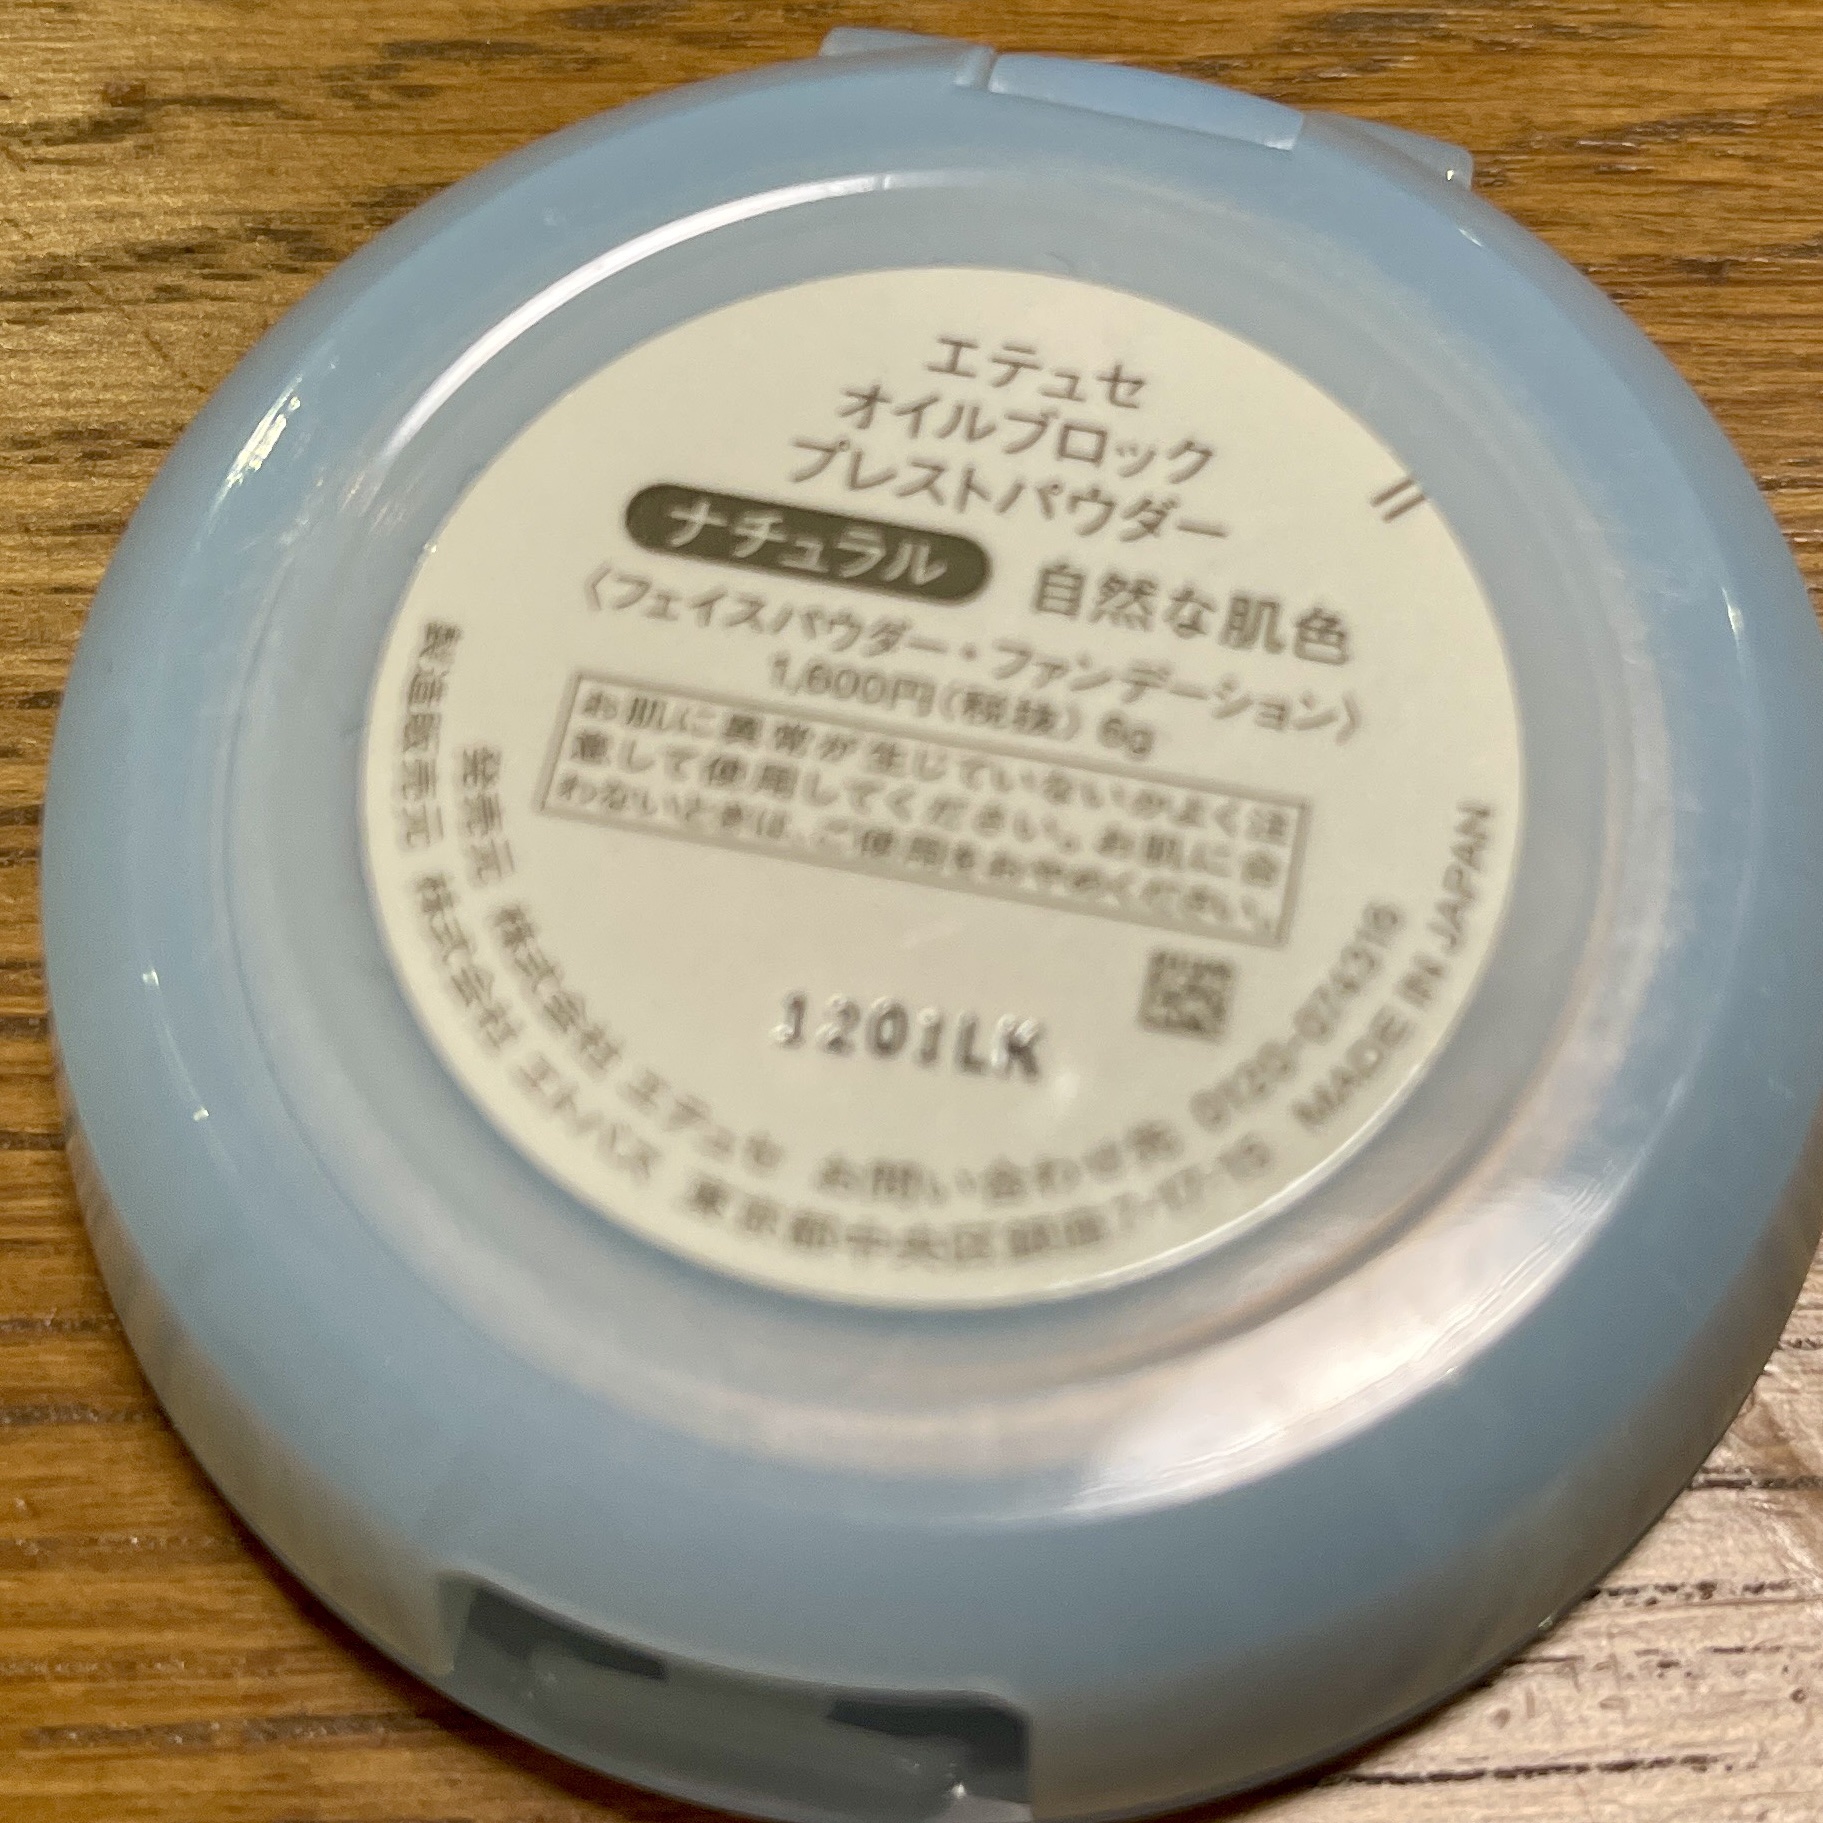 エテュセ
オイルブロック
プレストパウダー
ナチュラル 自然な肌色
〈フェイスパウダー・ファンデーション〉
1,600円(税抜) 6g
お肌に異常が生じていないかよく注
意して使用してください。お肌に合
わないときは、ご使用をおやめください。
1201LK
発売元 株式会社 エテュセ お問い合わせ先 0120-074316
製造販売元 株式会社 エトバス 東京都中央区銀座7-17-19 MADE IN JAPAN